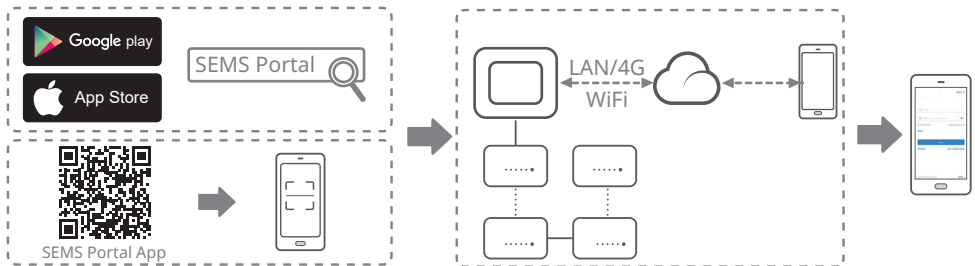 Google play
SEMS Portal
App Store
SEMS Portal App
LAN/4G
WiFi